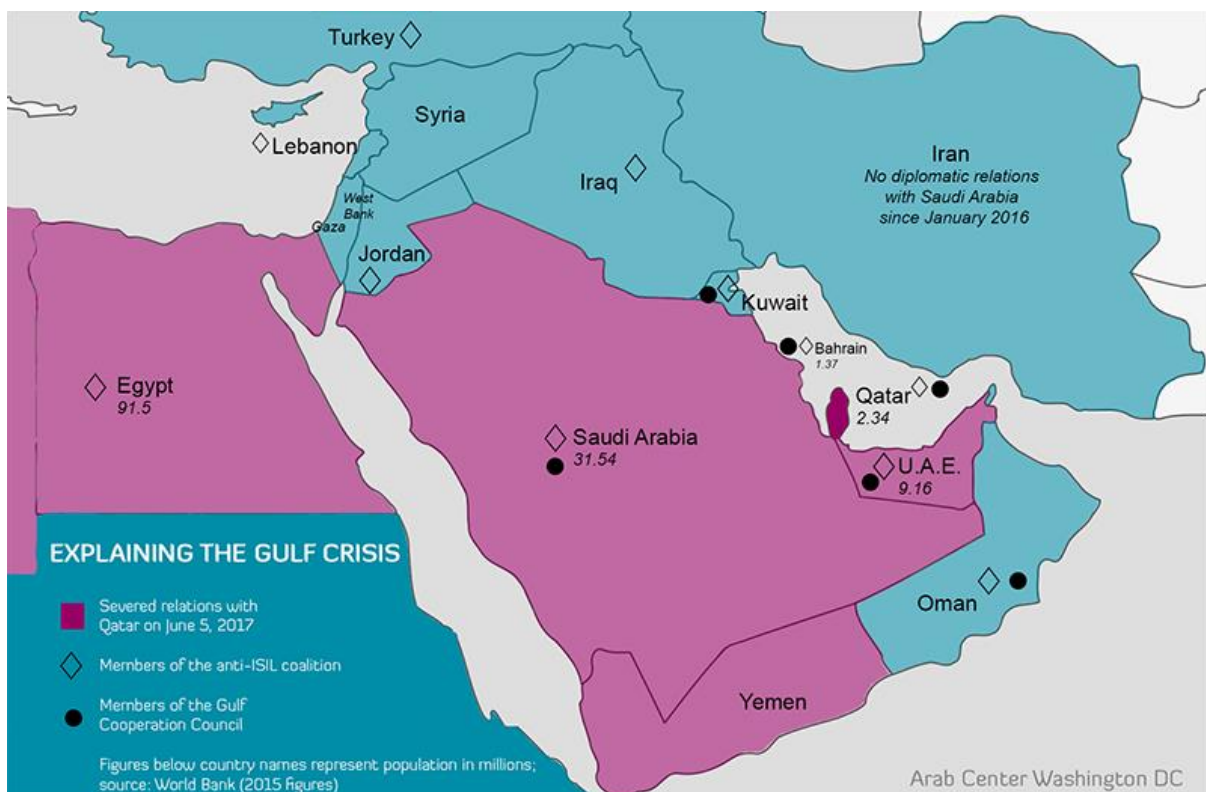 Turkey
Syria
Lebanon
Iraq
Iran
No diplomatic relations
with Saudi Arabia
since January 2016
West
Bank
Gaza
Jordan
Kuwait
Bahrain
1.37
Egypt
91.5
Qatar
2.34
Saudi Arabia
31.54
U.A.E.
9.16
EXPLAINING THE GULF CRISIS
Severed relations with
Qatar on June 5, 2017
Members of the anti-ISIL coalition
Members of the Gulf
Cooperation Council
Figures below country names represent population in millions;
source: World Bank (2015 figures)
Oman
Yemen
Arab Center Washington DC